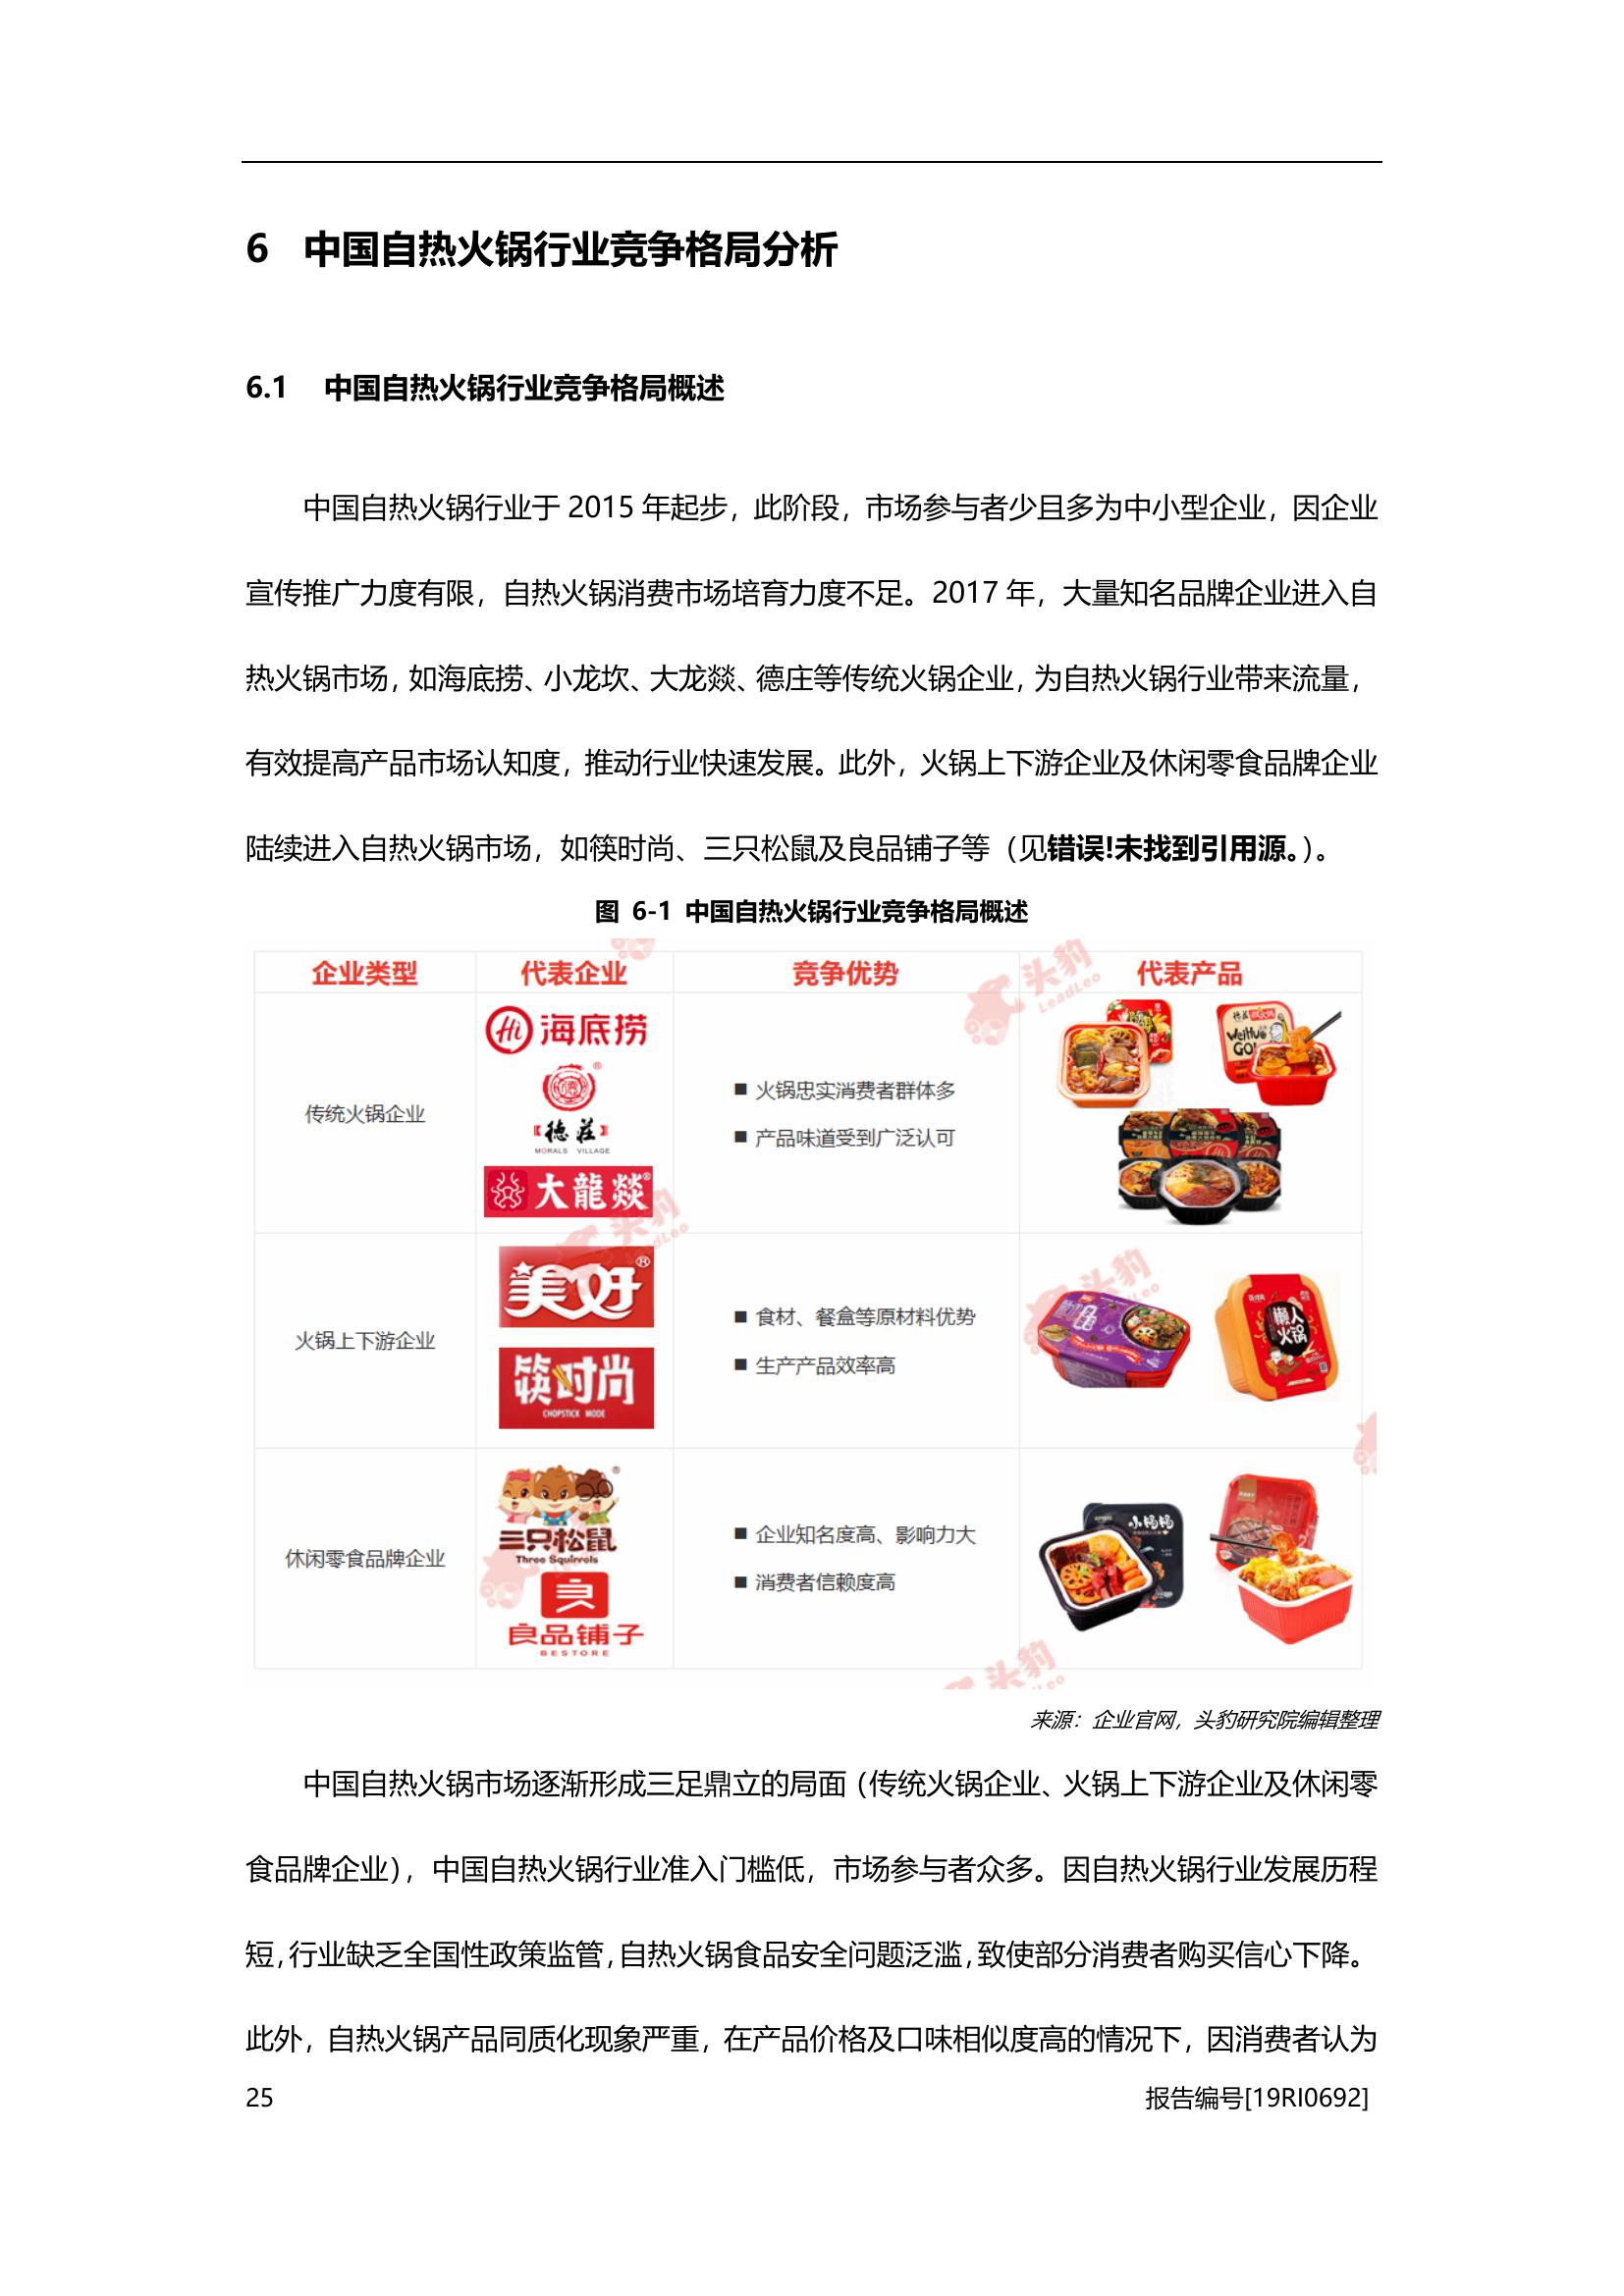 6 中国自热火锅行业竞争格局分析
6.1 中国自热火锅行业竞争格局概述
中国自热火锅行业于 2015 年起步，此阶段，市场参与者少且多为中小型企业，因企业
宣传推广力度有限，自热火锅消费市场培育力度不足。2017 年，大量知名品牌企业进入自
热火锅市场，如海底捞、小龙坎、大龙燚、德庄等传统火锅企业，为自热火锅行业带来流量，
有效提高产品市场认知度，推动行业快速发展。此外，火锅上下游企业及休闲零食品牌企业
陆续进入自热火锅市场，如筷时尚、三只松鼠及良品铺子等（见错误!未找到引用源。）。
图 6-1 中国自热火锅行业竞争格局概述
企业类型 代表企业 竞争优势 代表产品
传统火锅企业
Hi 海底捞
德莊
MORALS VILLAGE
大龍燚
■ 火锅忠实消费者群体多
■ 产品味道受到广泛认可
德莊
WeiHuo
GO!
火锅上下游企业
美好
筷时尚
CHOPSTICK MODE
■ 食材、餐盒等原材料优势
■ 生产产品效率高
懒人
火锅
休闲零食品牌企业
三只松鼠
Three Squirrels
良品铺子
BESTORE
■ 企业知名度高、影响力大
■ 消费者信赖度高
头豹
LeadLeo
来源：企业官网，头豹研究院编辑整理
中国自热火锅市场逐渐形成三足鼎立的局面（传统火锅企业、火锅上下游企业及休闲零
食品牌企业），中国自热火锅行业准入门槛低，市场参与者众多。因自热火锅行业发展历程
短，行业缺乏全国性政策监管，自热火锅食品安全问题泛滥，致使部分消费者购买信心下降。
此外，自热火锅产品同质化现象严重，在产品价格及口味相似度高的情况下，因消费者认为
25 报告编号[19RI0692]